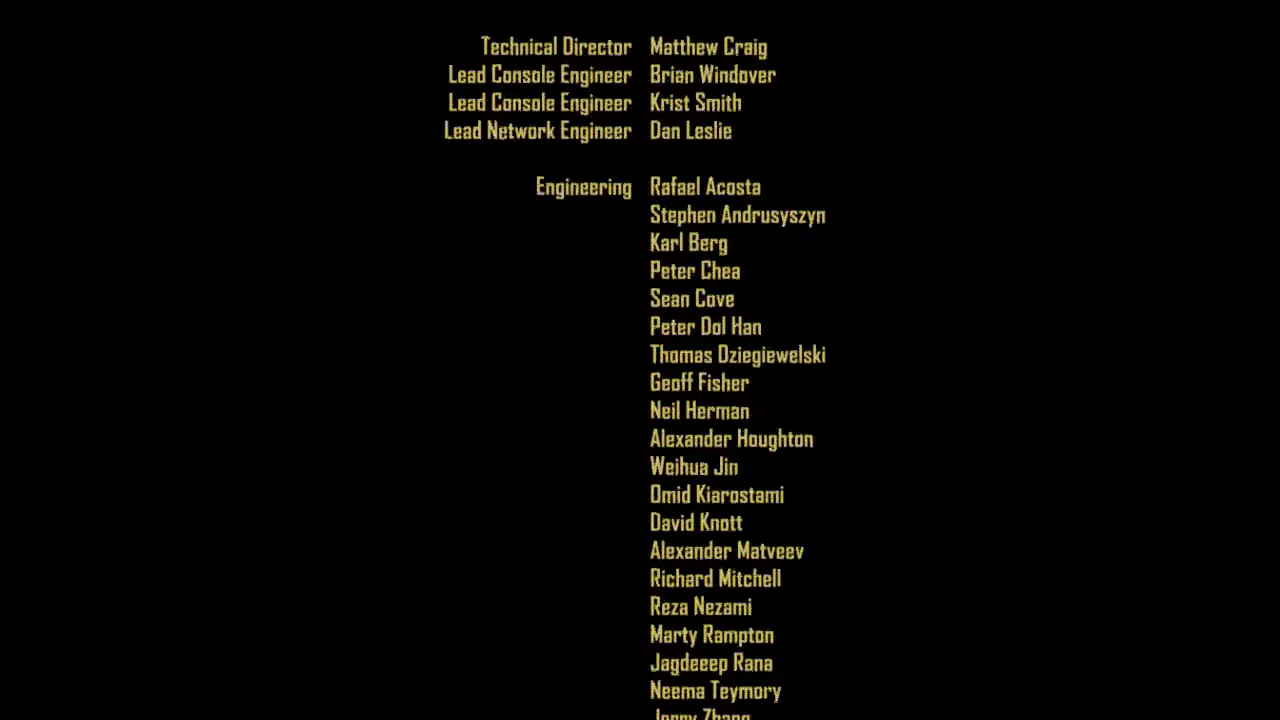 Technical Director Matthew Craig
Lead Console Engineer Brian Windover
Lead Console Engineer Krist Smith
Lead Network Engineer Dan Leslie
Engineering Rafael Acosta
Stephen Andrusyszyn
Karl Berg
Peter Chea
Sean Cove
Peter Dol Han
Thomas Dziegiewelski
Geoff Fisher
Neil Herman
Alexander Houghton
Weihua Jin
Omid Kiarostami
David Knott
Alexander Matveev
Richard Mitchell
Reza Nezami
Marty Rampton
Jagdeeep Rana
Neema Teymory
Zhang